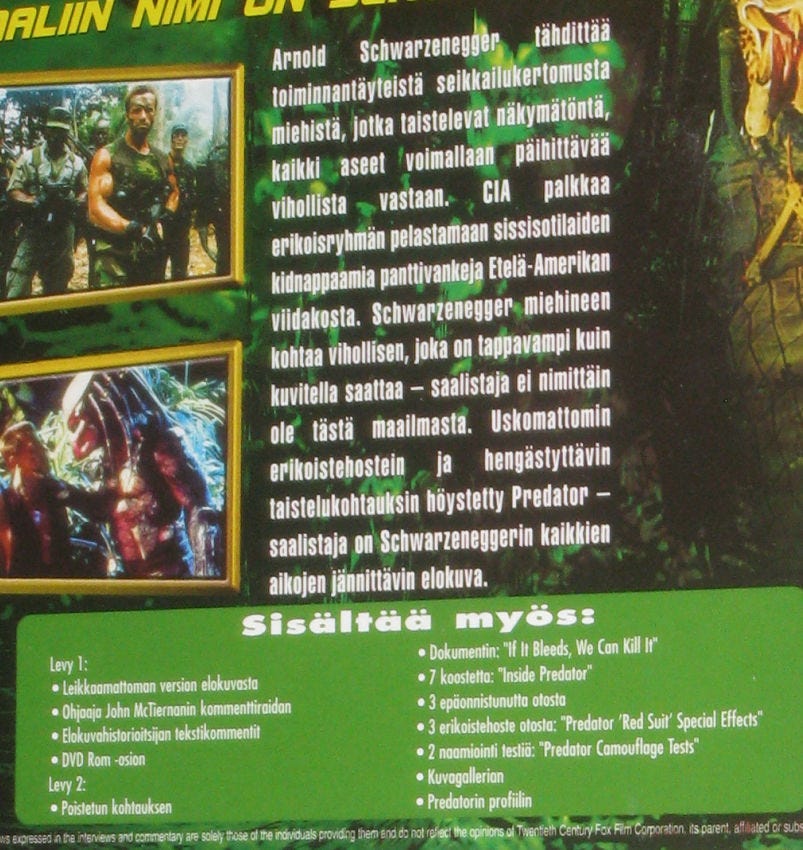 NIMI ON
Arnold Schwarzenegger tähdittää
toiminnantäyteistä seikkailukertomusta
miehistä, jotka taistelevat näkymätöntä,
kaikki aseet voimallaan päihittävää
vihollista vastaan. CIA palkkaa
erikoisryhmän pelastamaan sissisotilaiden
kidnappaamia panttivankeja Etelä-Amerikan
viidakosta. Schwarzenegger miehineen
kohtaa vihollisen, joka on tappavampi kuin
kuvitella saattaa – saalistaja ei nimittäin
ole tästä maailmasta. Uskomattomin
erikoistehostein ja hengästyttävin
taistelukohtauksin höystetty Predator –
saalistaja on Schwarzeneggerin kaikkien
aikojen jännittävin elokuva.
Sisältää myös:
Levy 1:
• Leikkaamattoman version elokuvasta
• Ohjaaja John McTiernanin kommenttiraidan
• Elokuvahistorioitsijan tekstikommentit
• DVD Rom -osion
Levy 2:
• Poistetun kohtauksen
• Dokumentin: "If It Bleeds, We Can Kill It"
• 7 koostetta: "Inside Predator"
• 3 epäonnistunutta otosta
• 3 erikoistehoste otosta: "Predator 'Red Suit' Special Effects"
• 2 naamiointi testiä: "Predator Camouflage Tests"
• Kuvagallerian
• Predatorin profiilin
expressed in the interviews and commentary are solely those of the individuals providing them and do not reflect the opinions of Twentieth Century Fox Film Corporation, its parent, affiliated or